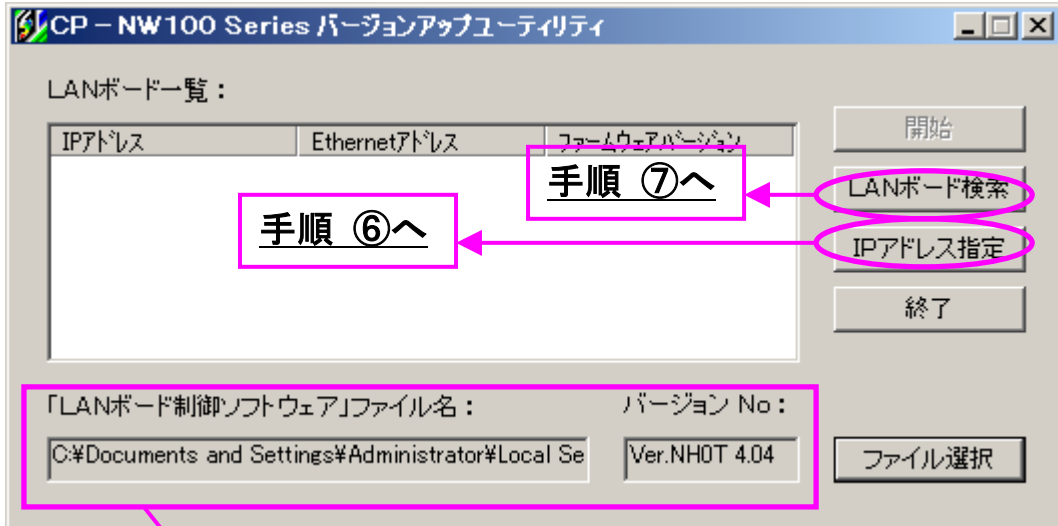 CP－NW100 Series バージョンアップユーティリティ
LANボード一覧：
IPアドレス Ethernetアドレス ファームウェアバージョン
開始
手順 ⑦へ
LANボード検索
手順 ⑥へ
IPアドレス指定
終了
「LANボード制御ソフトウェア」ファイル名： バージョン No：
C:¥Documents and Settings¥Administrator¥Local Se Ver.NH0T 4.04 ファイル選択